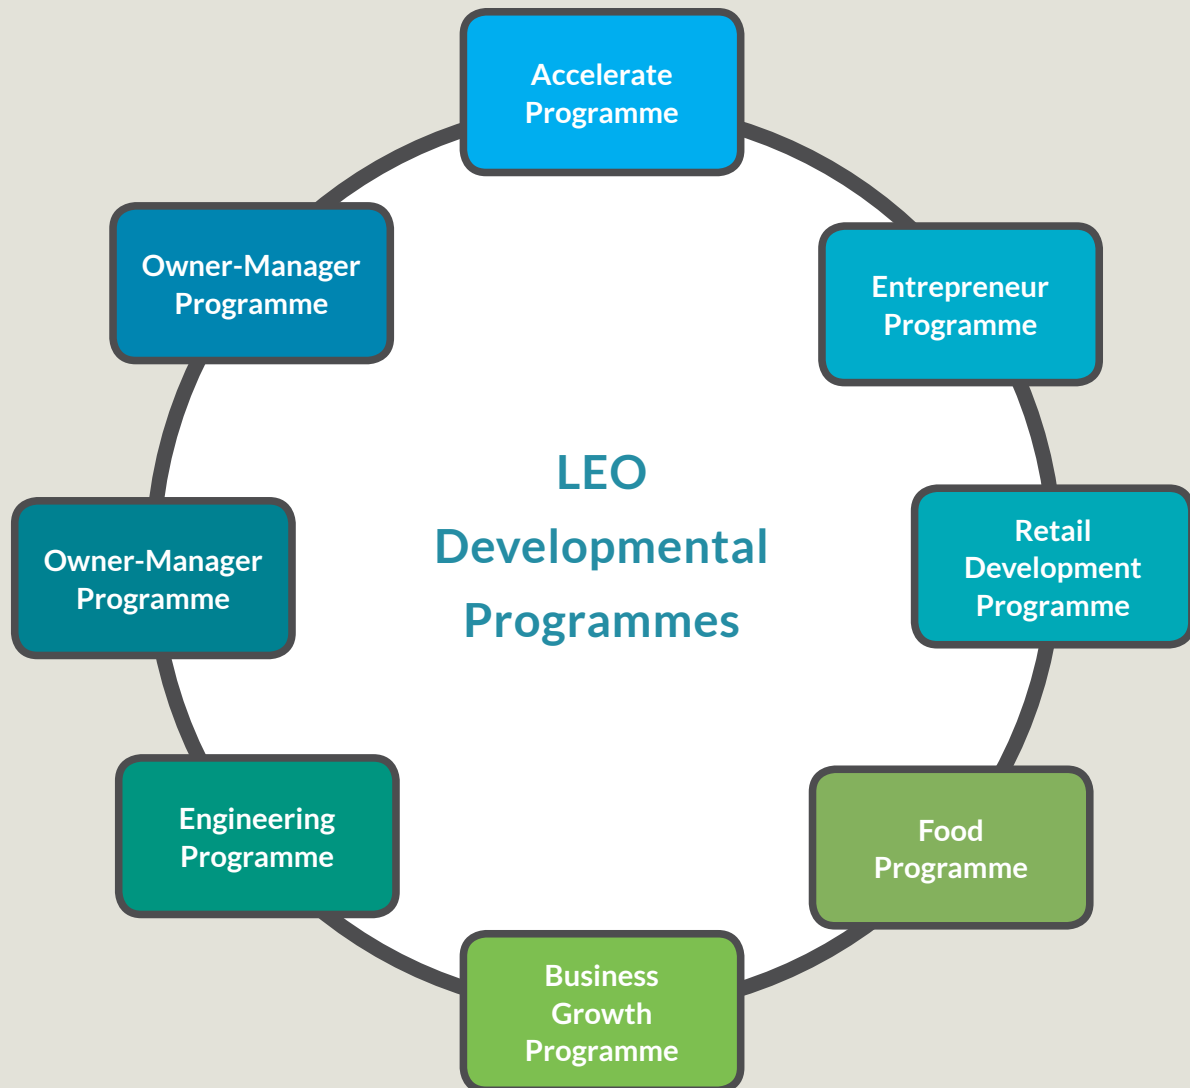 Accelerate
Programme
Owner-Manager
Programme
Entrepreneur
Programme
LEO
Developmental
Programmes
Owner-Manager
Programme
Retail
Development
Programme
Engineering
Programme
Food
Programme
Business
Growth
Programme